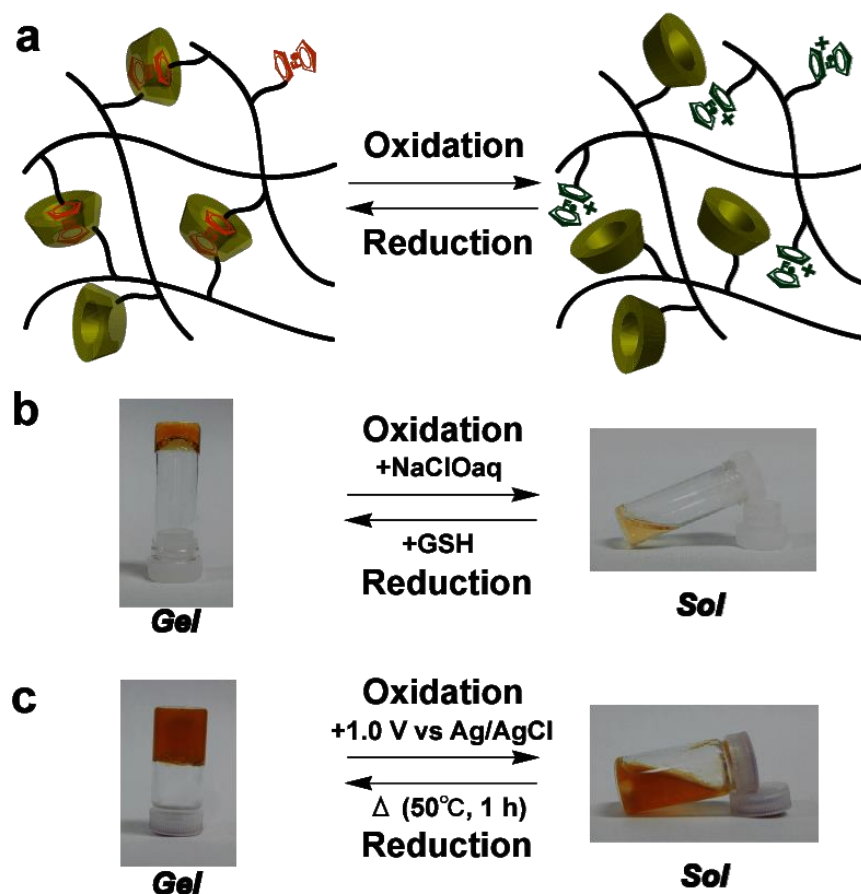 a
Oxidation
Reduction
b
Oxidation
+NaClOaq
+GSH
Reduction
Gel
Sol
c
Oxidation
+1.0 V vs Ag/AgCl
Δ (50℃, 1 h)
Reduction
Gel
Sol